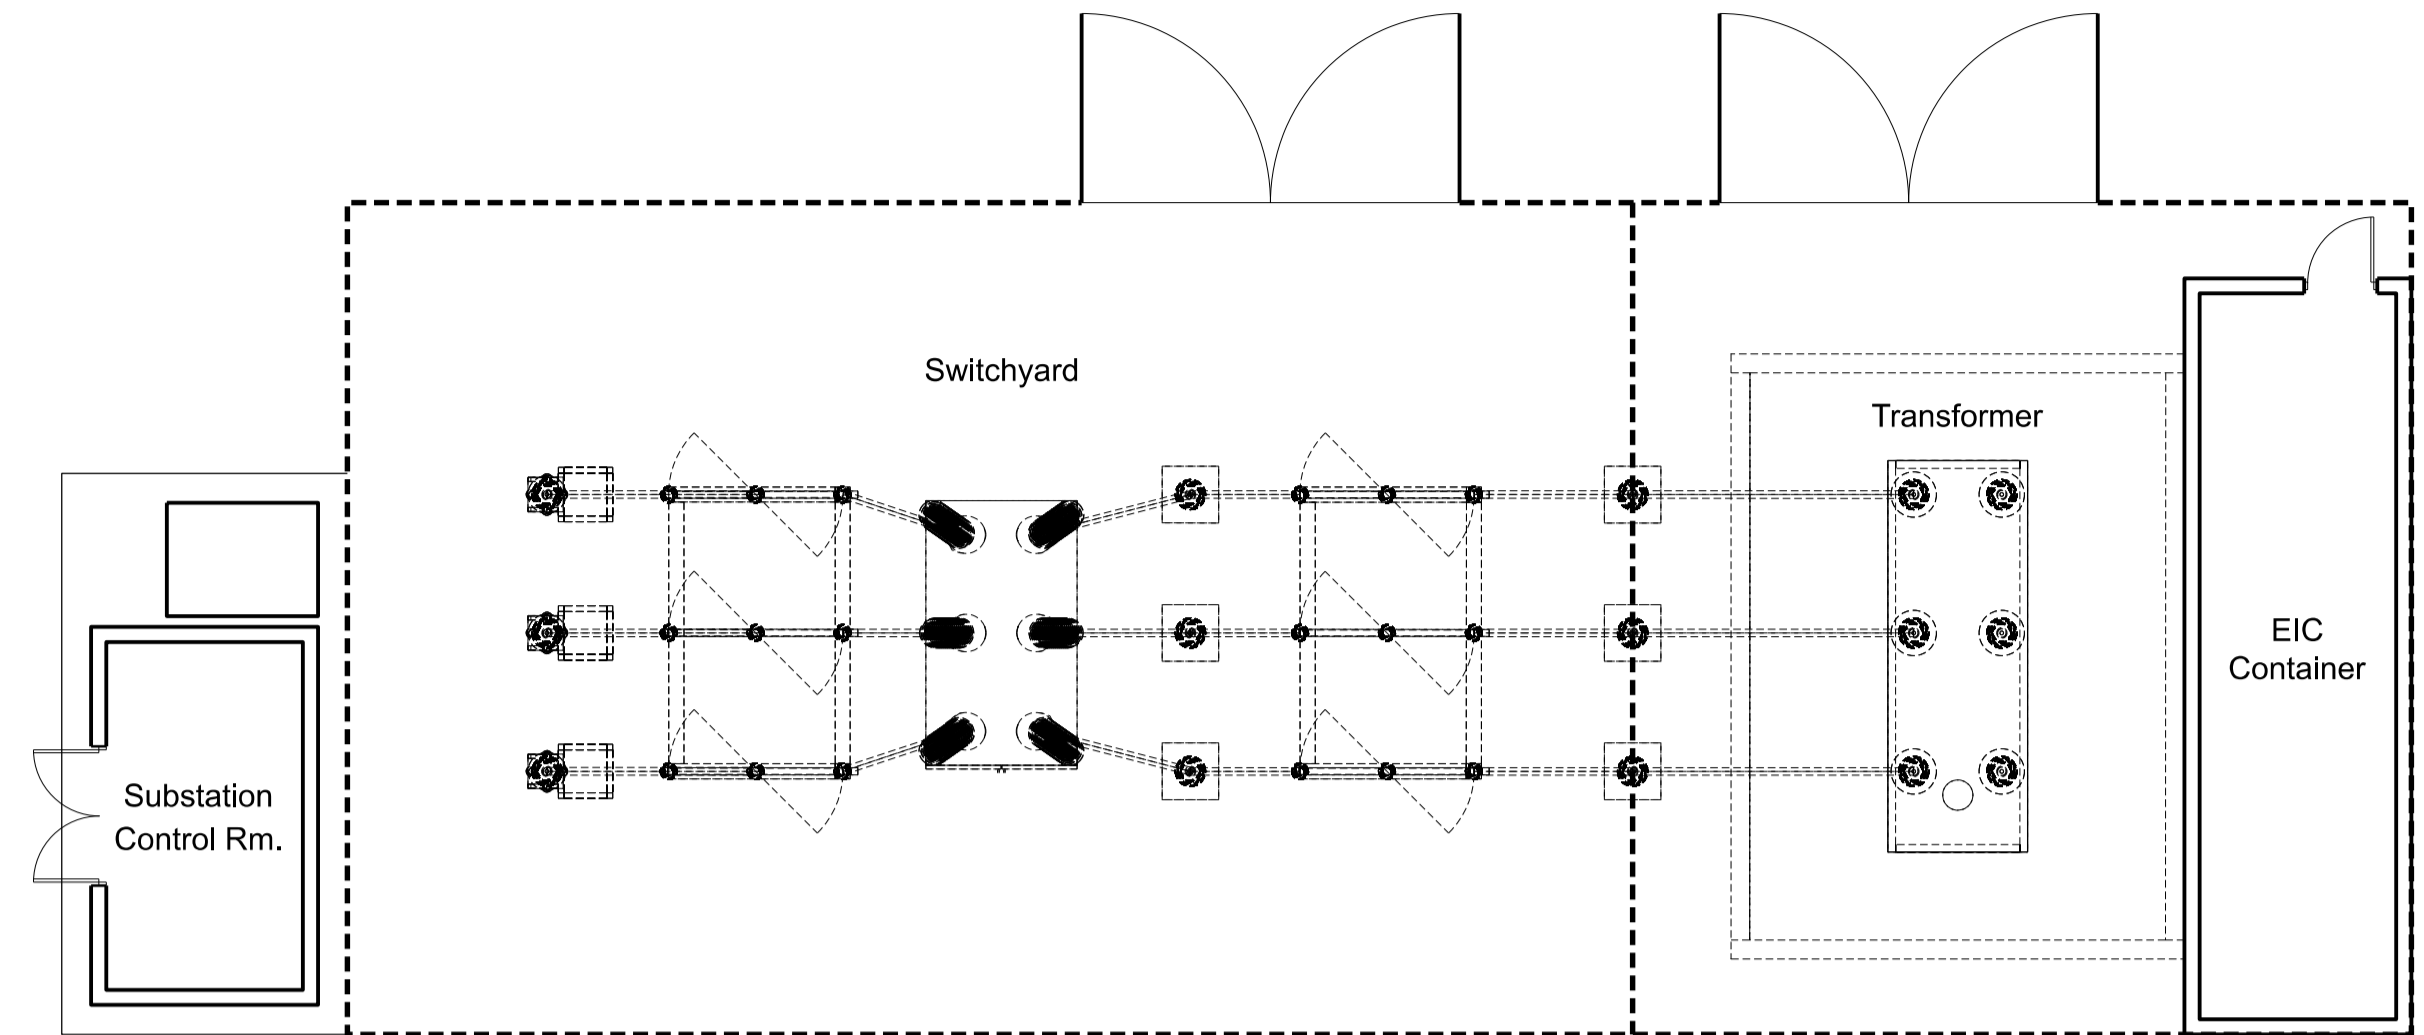 Switchyard
Transformer
EIC
Container
Substation
Control Rm.